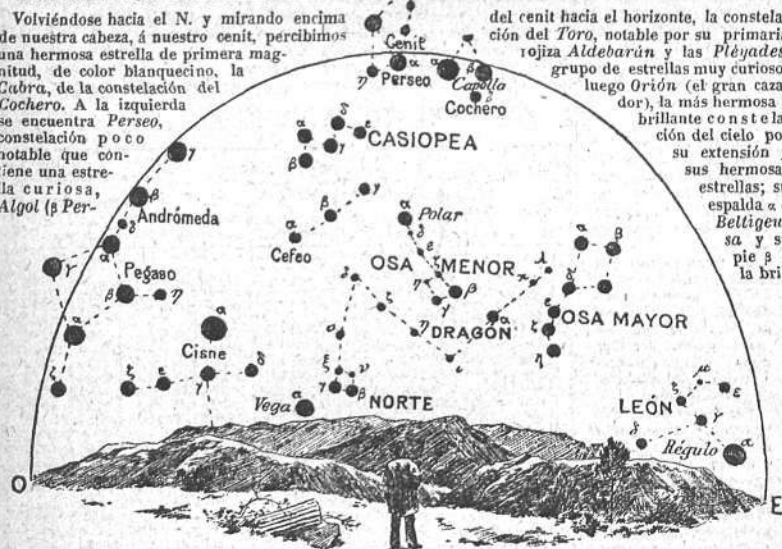 Volviéndose hacia el N. y mirando encima
de nuestra cabeza, á nuestro cenit, percibimos
una hermosa estrella de primera mag-
nitud, de color blanquecino, la
Cabra, de la constelación del
Cochero. A la izquierda
se encuentra Perseo,
constelación poco
notable que con-
tiene una estre-
lla curiosa,
Algol (β Per-
del cenit hacia el horizonte, la constela-
ción del Toro, notable por su primaria
rojiza Aldebarán y las Pléyades,
grupo de estrellas muy curioso
luego Orión (el gran caza
dor), la más hermosa
brillante constela
ción del cielo po
su extensión
sus hermosa
estrellas; s
espalda α
Beltigeu
sa y s
pie β
la bri
Cenit
η Perseo α α Capella β
Cochero δ
α β γ δ ε
CASIOPEA
γ
β
Andrómeda
δ
α
γ
Pegaso
β η
α
ζ
α β γ
Cefeo
α
Polar
δ
ε
OSA MENOR
ζ
η β
γ
α β
γ
δ
ε
ζ
η
OSA MAYOR
λ
κ
α
DRAGÓN
η
ι
ζ
δ
ξ ν
γ β
α
Cisne
ζ ε γ δ
Vega α
NORTE
LEÓN
μ
ζ ε
γ
δ
Régulo α
O
E